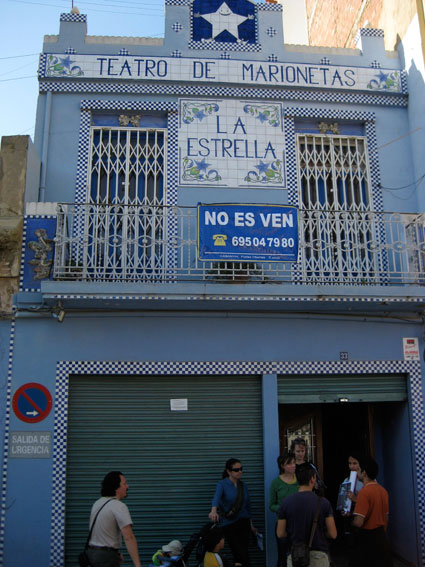 TEATRO DE MARIONETAS
LA
ESTRELLA
NO ES VEN
695047980
SALIDA DE
URGENCIA